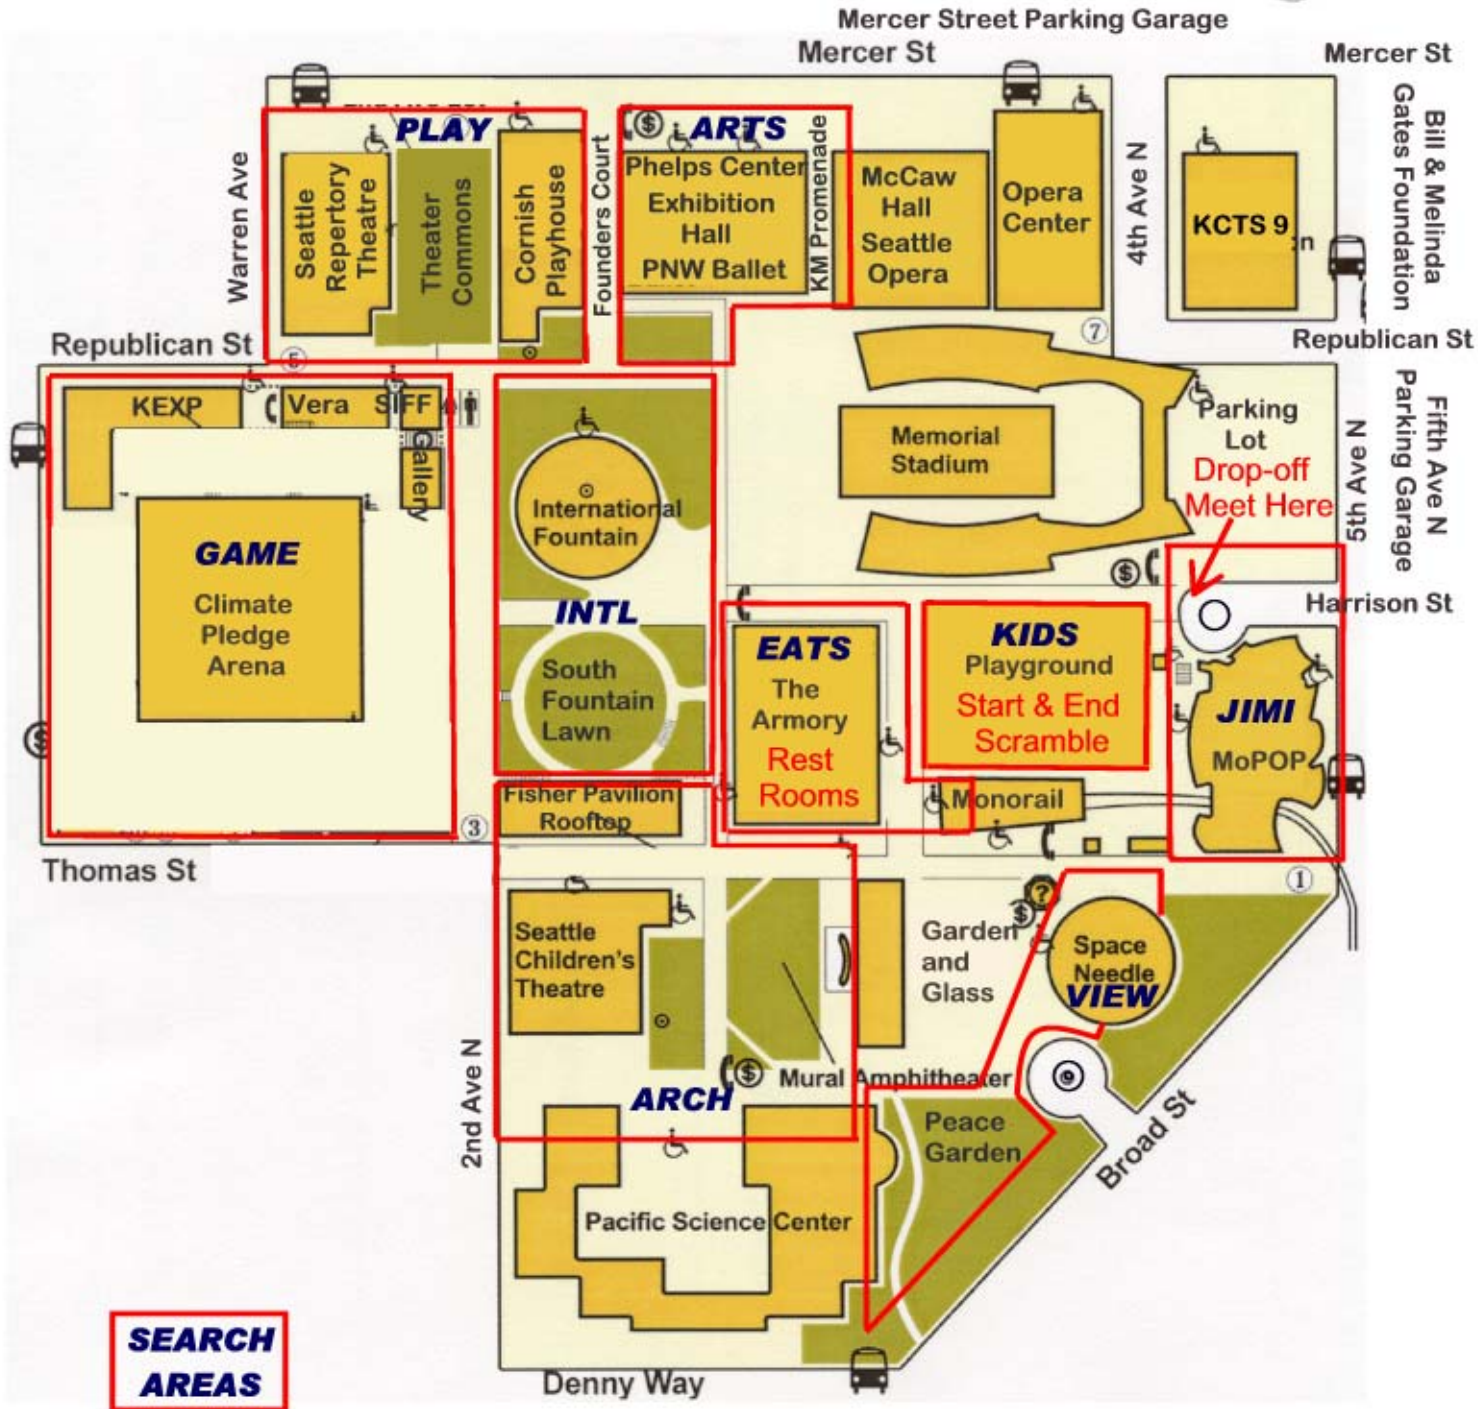 Mercer Street Parking Garage
Mercer St
Mercer St
Bill & Melinda
Gates Foundation
Warren Ave
PLAY
Seattle
Repertory
Theatre
Theater
Commons
Cornish
Playhouse
Founders Court
$
ARTS
Phelps Center
Exhibition
Hall
PNW Ballet
KM Promenade
McCaw
Hall
Seattle
Opera
Opera
Center
4th Ave N
KCTS 9
7
Republican St
Republican St
5
KEXP
Vera
SIFF
Gallery
GAME
Climate
Pledge
Arena
$
International
Fountain
INTL
South
Fountain
Lawn
Memorial
Stadium
Parking
Lot
Drop-off
Meet Here
5th Ave N
Fifth Ave N
Parking Garage
$
Harrison St
EATS
The
Armory
Rest
Rooms
KIDS
Playground
Start & End
Scramble
JIMI
MoPOP
Monorail
Fisher Pavilion
Rooftop
3
Thomas St
1
Seattle
Children's
Theatre
Garden
and
Glass
?
$
Space
Needle
VIEW
2nd Ave N
$
Mural Amphitheater
ARCH
9
Peace
Garden
Broad St
Pacific Science Center
Denny Way
SEARCH
AREAS